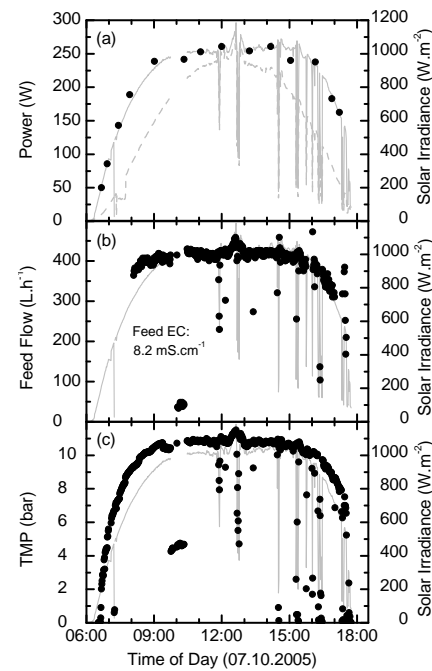 (a)
300
250
200
150
100
50
0
Power (W)
1200
1000
800
600
400
200
0
Solar Irradiance (W.m⁻²)
(b)
400
300
200
100
0
Feed Flow (L.h⁻¹)
Feed EC:
8.2 mS.cm⁻¹
1000
800
600
400
200
0
Solar Irradiance (W.m⁻²)
(c)
10
8
6
4
2
0
TMP (bar)
1000
800
600
400
200
0
Solar Irradiance (W.m⁻²)
06:00 09:00 12:00 15:00 18:00
Time of Day (07.10.2005)